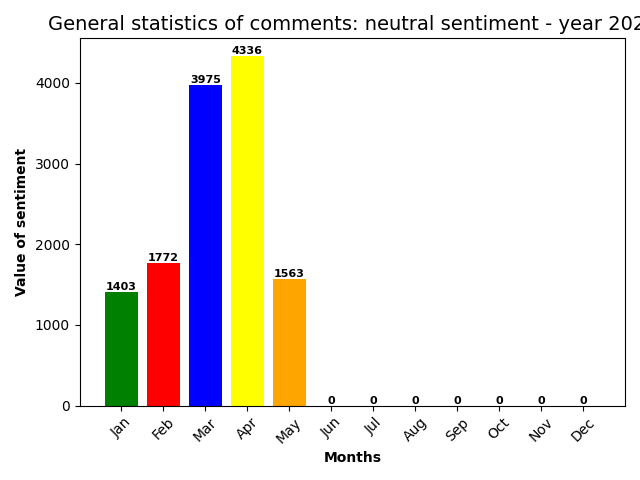 General statistics of comments: neutral sentiment - year 202
4336
3975
1772
1563
1403
0 0 0 0 0 0 0
4000
3000
2000
1000
0
Value of sentiment
Jan Feb Mar Apr May Jun Jul Aug Sep Oct Nov Dec
Months